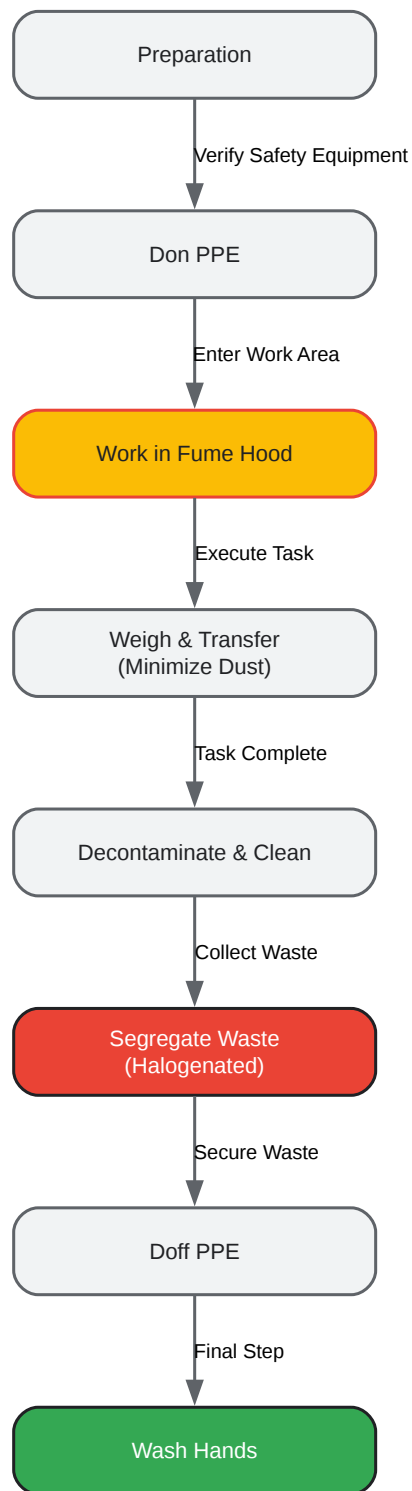 Preparation
Verify Safety Equipment
Don PPE
Enter Work Area
Work in Fume Hood
Execute Task
Weigh & Transfer
(Minimize Dust)
Task Complete
Decontaminate & Clean
Collect Waste
Segregate Waste
(Halogenated)
Secure Waste
Doff PPE
Final Step
Wash Hands